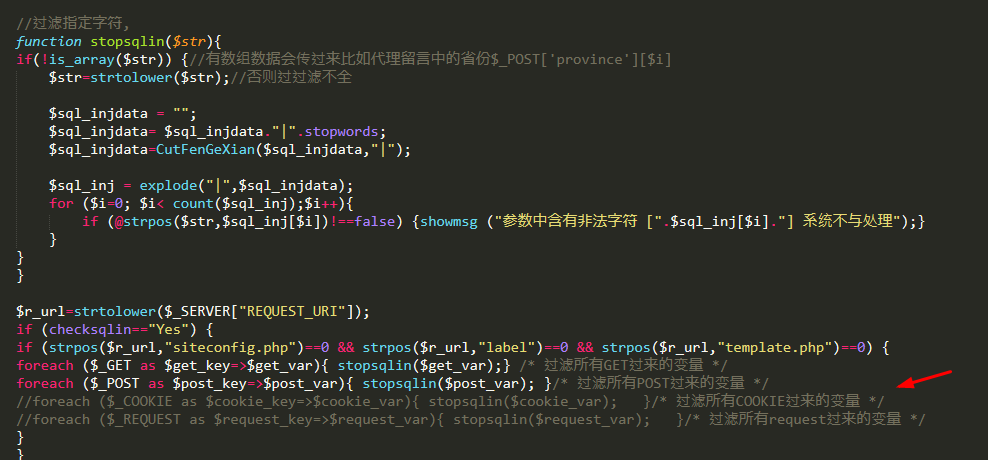 //过滤指定字符,
function stopsqlin($str){
if(!is_array($str)) {//有数组数据会传过来比如代理留言中的省份$_POST['province'][$i]
$str=strtolower($str);//否则过过滤不全
$sql_injdata = "";
$sql_injdata= $sql_injdata."|".stopwords;
$sql_injdata=CutFenGeXian($sql_injdata,"|");
$sql_inj = explode("|",$sql_injdata);
for ($i=0; $i< count($sql_inj);$i++){
if (@strpos($str,$sql_inj[$i])!==false) {showmsg ("参数中含有非法字符 [".$sql_inj[$i]."] 系统不与处理");}
}
}
}
$r_url=strtolower($_SERVER["REQUEST_URI"]);
if (checksqlin=="Yes") {
if (strpos($r_url,"siteconfig.php")==0 && strpos($r_url,"label")==0 && strpos($r_url,"template.php")==0) {
foreach ($_GET as $get_key=>$get_var){ stopsqlin($get_var);} /* 过滤所有GET过来的变量 */
foreach ($_POST as $post_key=>$post_var){ stopsqlin($post_var); }/* 过滤所有POST过来的变量 */
//foreach ($_COOKIE as $cookie_key=>$cookie_var){ stopsqlin($cookie_var);   }/* 过滤所有COOKIE过来的变量 */
//foreach ($_REQUEST as $request_key=>$request_var){ stopsqlin($request_var);   }/* 过滤所有request过来的变量 */
}
}